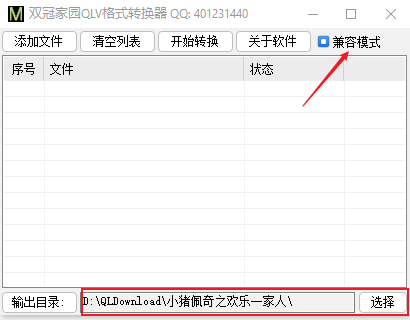 双冠家园QLV格式转换器 QQ: 401231440
添加文件 清空列表 开始转换 关于软件 兼容模式
序号 文件 状态
输出目录: D:\QLDownload\小猪佩奇之欢乐一家人\ 选择